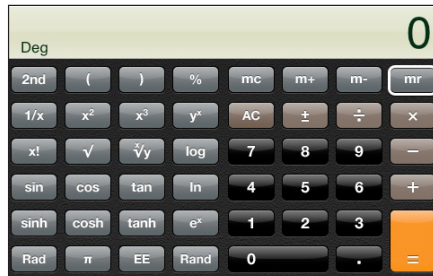 0
Deg
2nd ( ) % mc m+ m- mr
1/x x² x³ yˣ AC ± ÷ ×
x! √ ˣ√y log 7 8 9 −
sin cos tan ln 4 5 6 +
sinh cosh tanh eˣ 1 2 3
Rad π EE Rand 0 . =